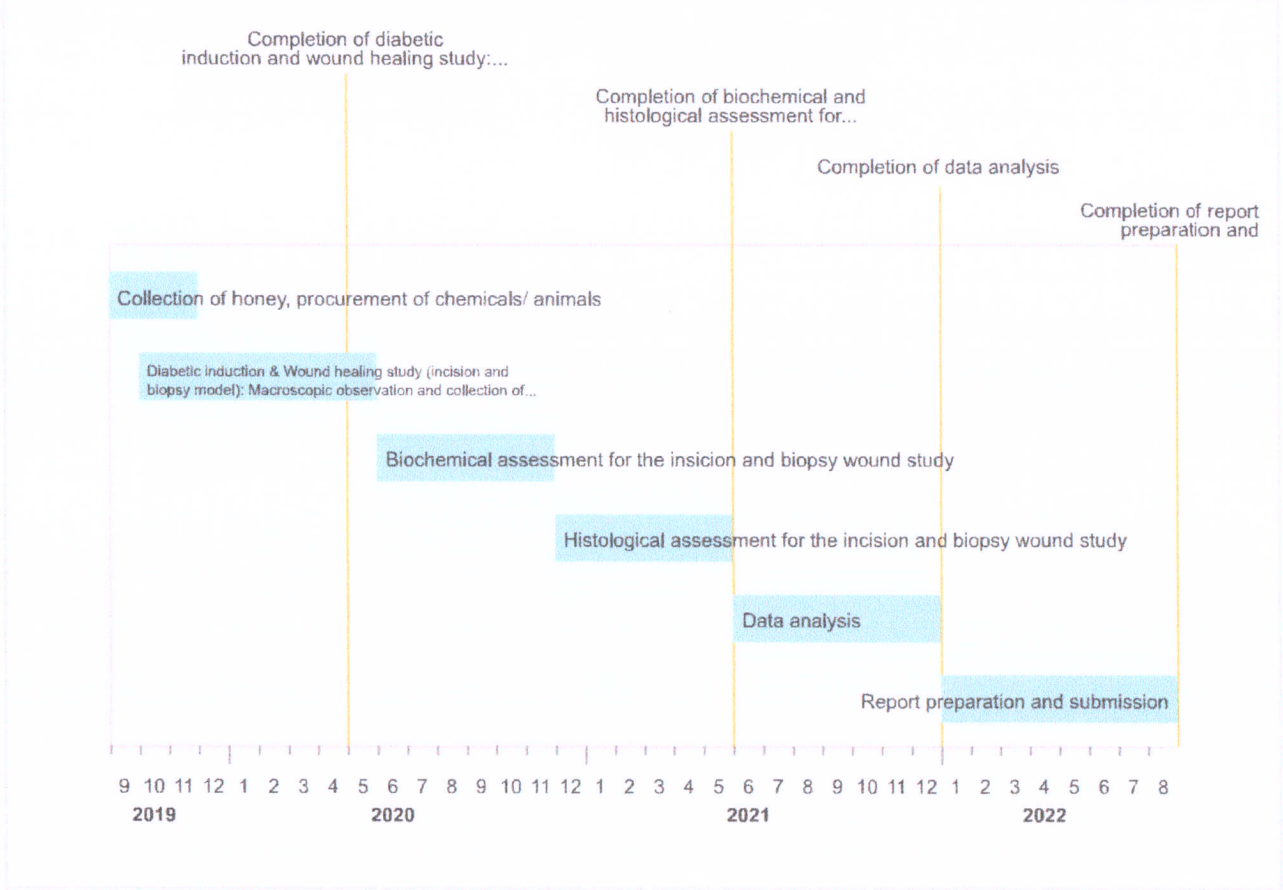 Completion of diabetic
induction and wound healing study:...
Completion of biochemical and
histological assessment for...
Completion of data analysis
Completion of report
preparation and
Collection of honey, procurement of chemicals/ animals
Diabetic induction & Wound healing study (incision and
biopsy model): Macroscopic observation and collection of...
Biochemical assessment for the insicion and biopsy wound study
Histological assessment for the incision and biopsy wound study
Data analysis
Report preparation and submission
9 10 11 12 1 2 3 4 5 6 7 8 9 10 11 12 1 2 3 4 5 6 7 8 9 10 11 12 1 2 3 4 5 6 7 8
2019 2020 2021 2022